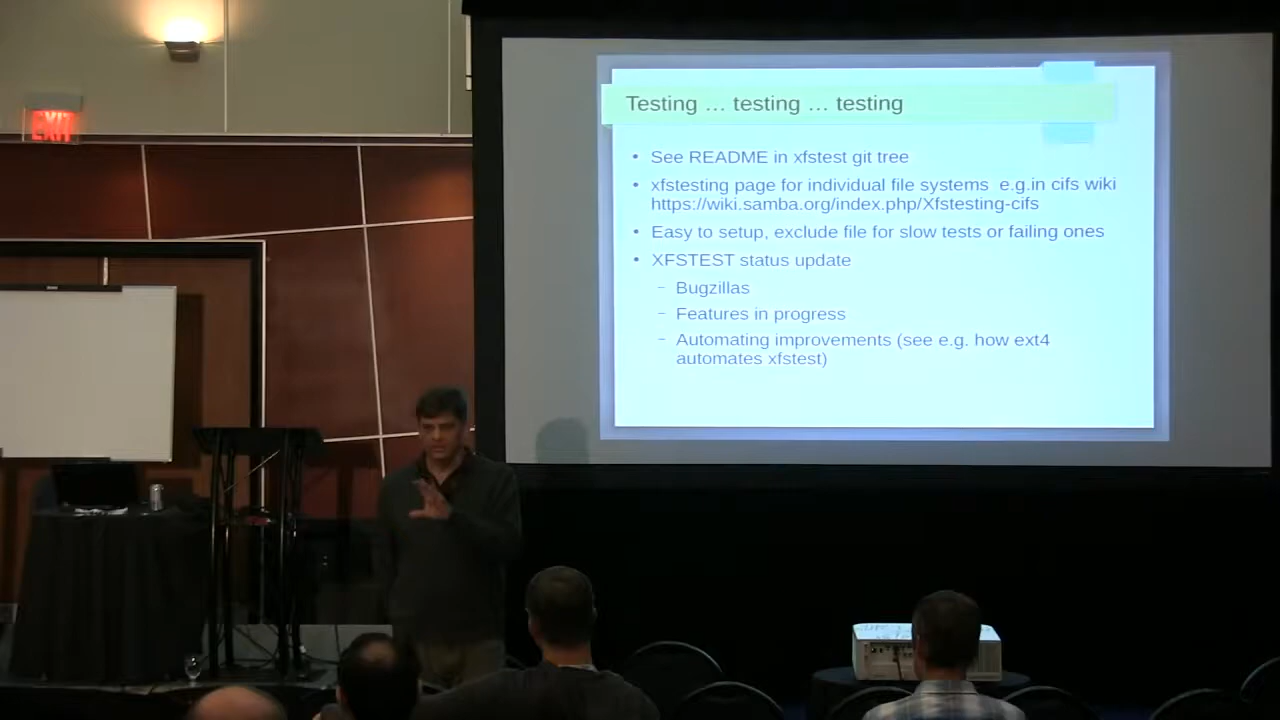 EXIT
Testing … testing … testing
• See README in xfstest git tree
• xfstesting page for individual file systems e.g.in cifs wiki
https://wiki.samba.org/index.php/Xfstesting-cifs
• Easy to setup, exclude file for slow tests or failing ones
• XFSTEST status update
– Bugzillas
– Features in progress
– Automating improvements (see e.g. how ext4
automates xfstest)